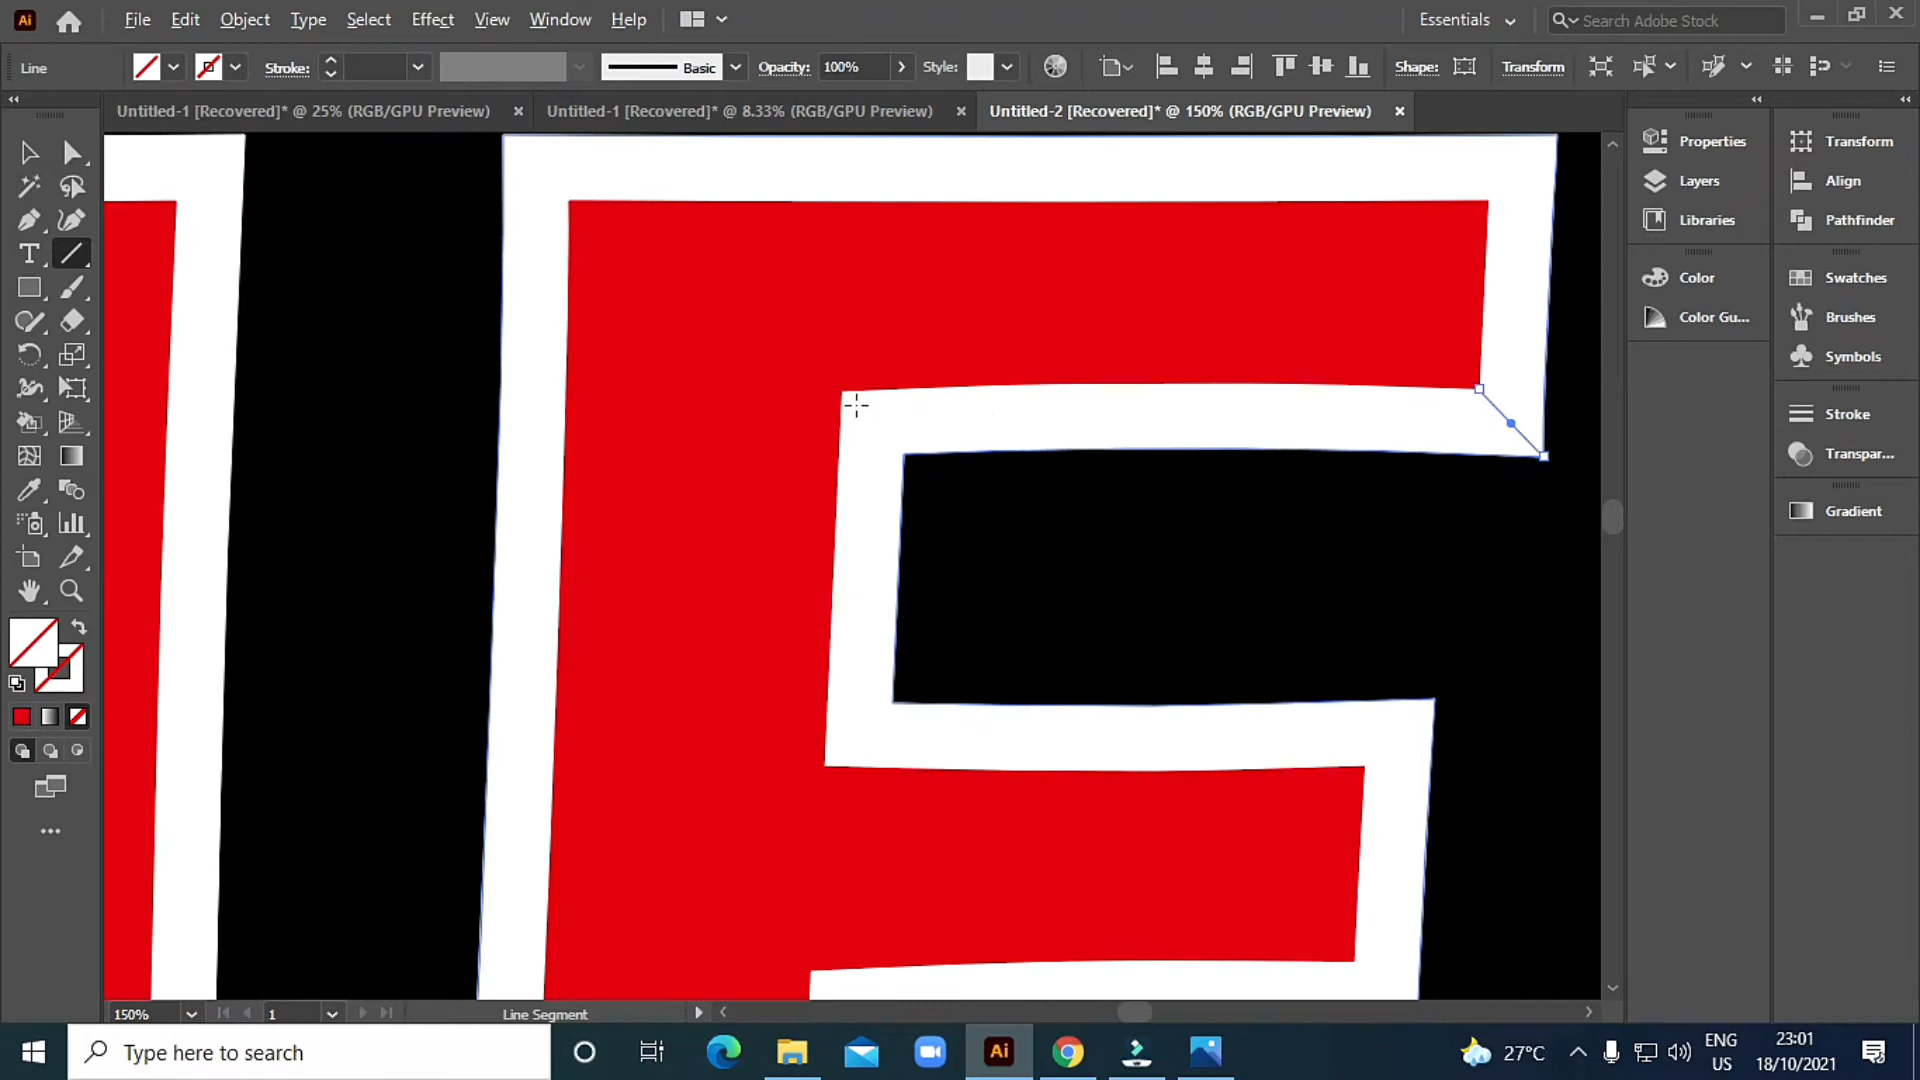 Ai File Edit Object Type Select Effect View Window Help Essentials Search Adobe Stock
Line Stroke: Basic Opacity: 100% Style: Shape: Transform
Untitled-1 [Recovered]* @ 25% (RGB/GPU Preview) Untitled-1 [Recovered]* @ 8.33% (RGB/GPU Preview) Untitled-2 [Recovered]* @ 150% (RGB/GPU Preview)
Properties Transform
Layers Align
Libraries Pathfinder
Color Swatches
Color Gu... Brushes
Symbols
Stroke
Transpar...
Gradient
150% 1 Line Segment
Type here to search Ai 27°C ENG 23:01
US 18/10/2021